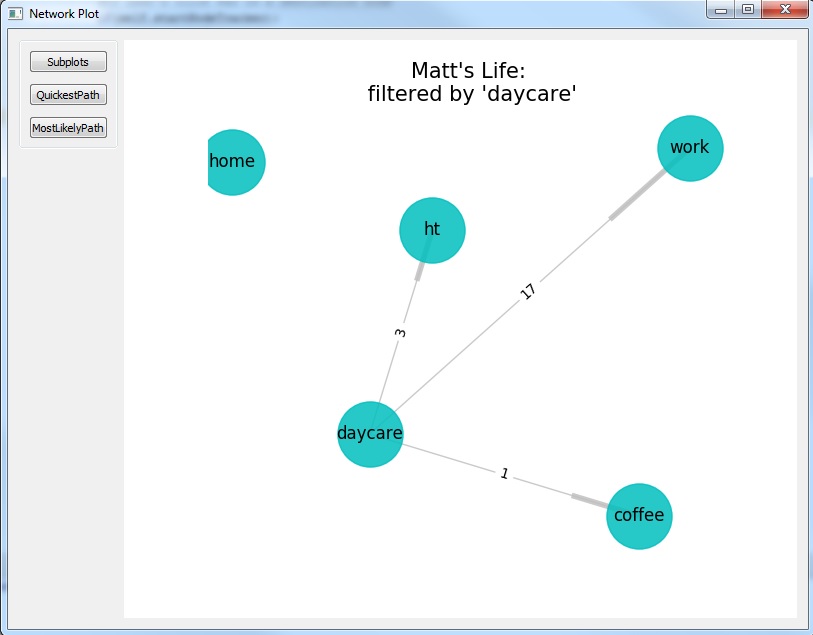 Network Plot
Subplots
QuickestPath
MostLikelyPath
Matt's Life:
filtered by 'daycare'
home
work
ht
17
3
daycare
1
coffee